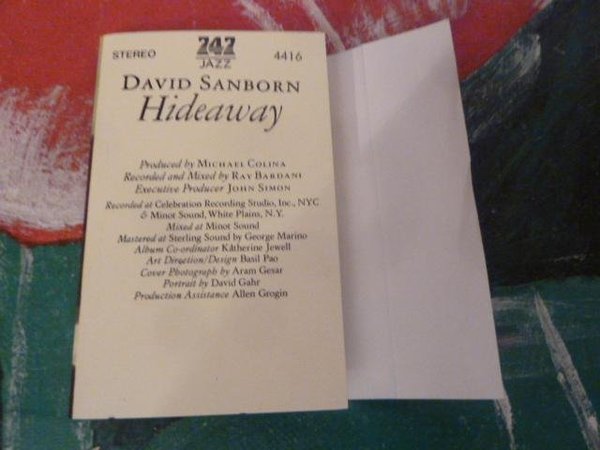 STEREO 747 JAZZ 4416
DAVID SANBORN
Hideaway
Produced by MICHAEL COLINA
Recorded and Mixed by RAY BARDANI
Executive Producer JOHN SIMON
Recorded at Celebration Recording Studio, Inc., NYC
& Minot Sound, White Plains, N.Y.
Mixed at Minot Sound
Mastered at Sterling Sound by George Marino
Album Co-ordinator Katherine Jewell
Art Direction/Design Basil Pao
Cover Photograph by Aram Gesar
Portrait by David Gahr
Production Assistance Allen Grogin